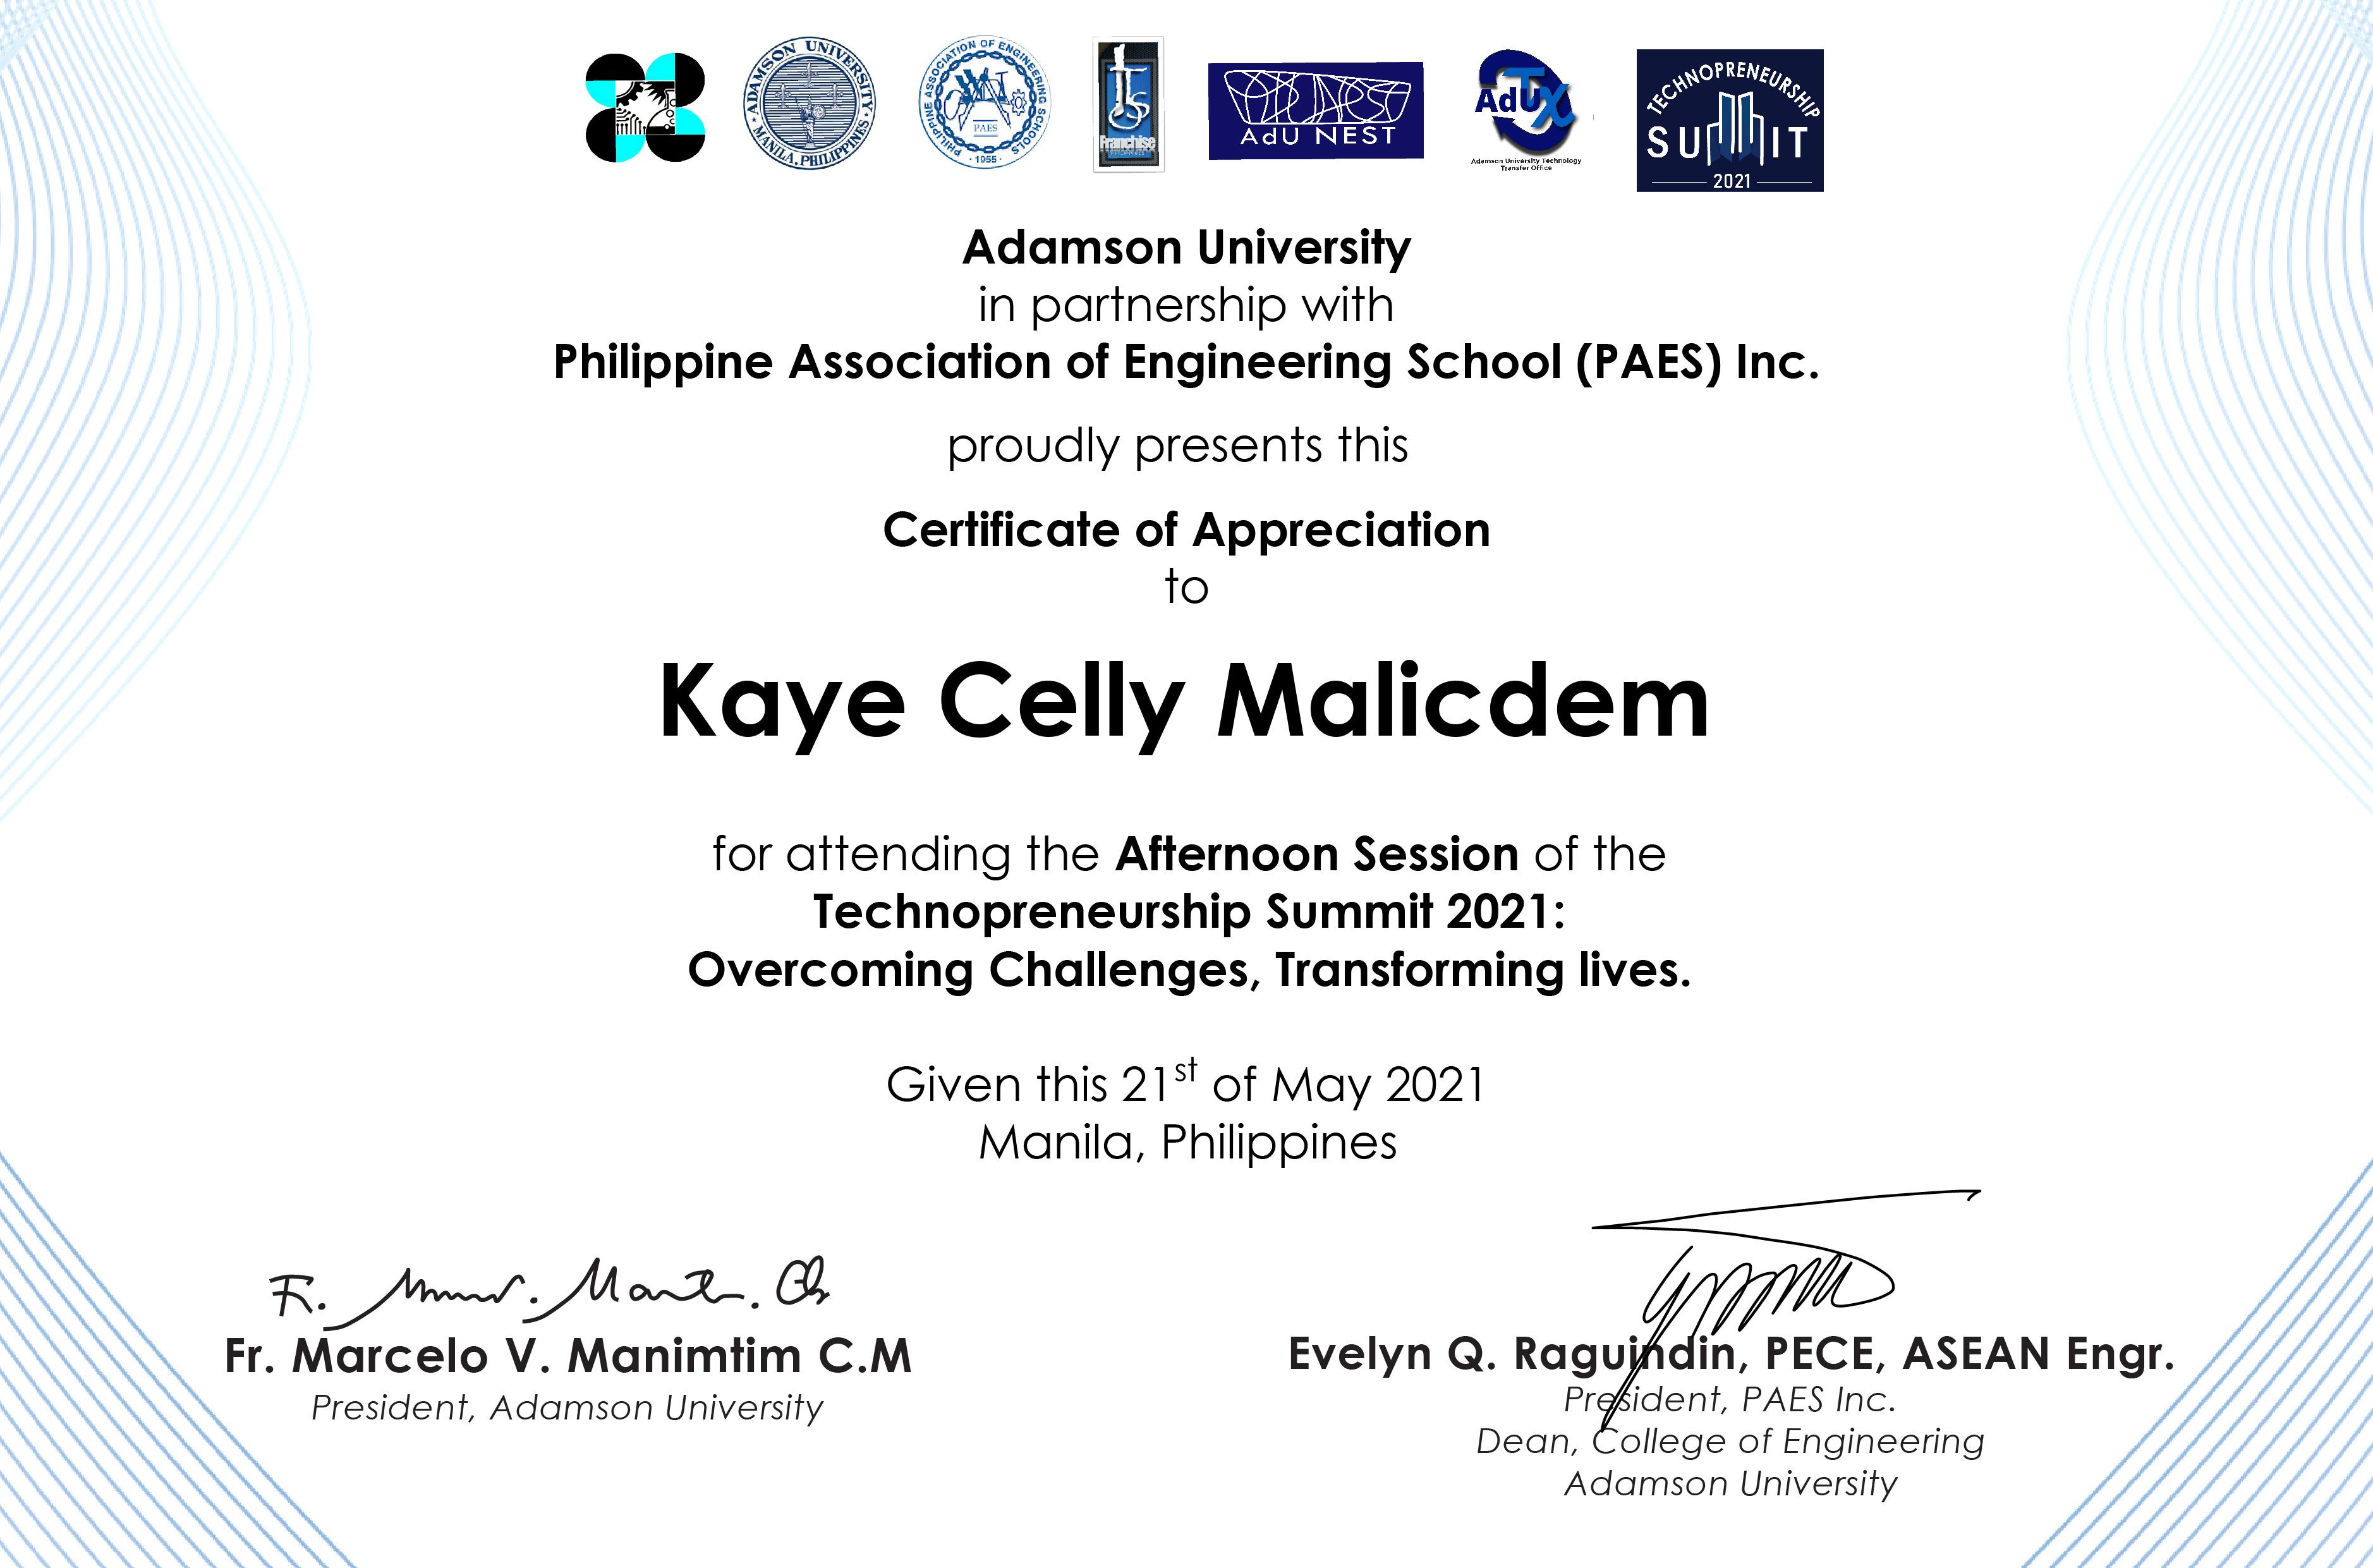 ADAMSON UNIVERSITY
MANILA, PHILIPPINES
PHILIPPINE ASSOCIATION OF ENGINEERING SCHOOLS
PAES
1955
Franchise
AdU NEST
AdUTX
Adamson University Technology
Transfer Office
TECHNOPRENEURSHIP
SUMMIT
2021
Adamson University
in partnership with
Philippine Association of Engineering School (PAES) Inc.
proudly presents this
Certificate of Appreciation
to
Kaye Celly Malicdem
for attending the Afternoon Session of the
Technopreneurship Summit 2021:
Overcoming Challenges, Transforming lives.
Given this 21st of May 2021
Manila, Philippines
Fr. Marcelo V. Manimtim C.M
President, Adamson University
Evelyn Q. Raguindin, PECE, ASEAN Engr.
President, PAES Inc.
Dean, College of Engineering
Adamson University